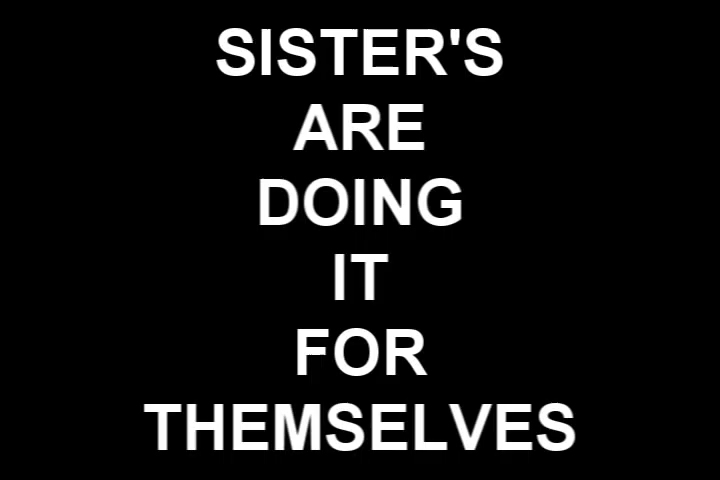 SISTER'S
ARE
DOING
IT
FOR
THEMSELVES